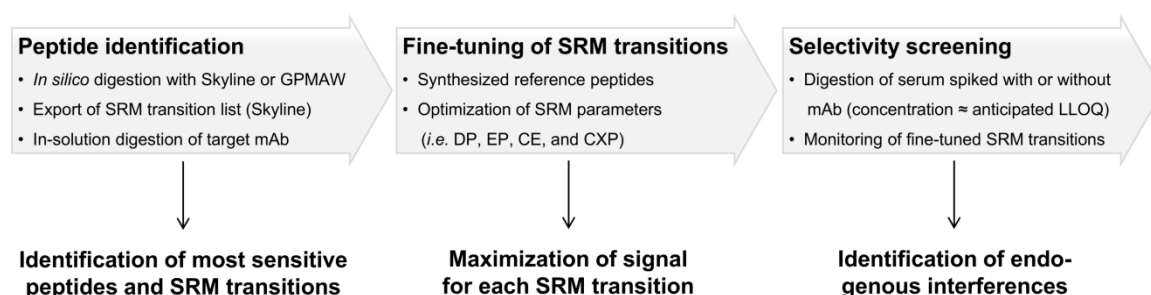 Peptide identification
• In silico digestion with Skyline or GPMAW
• Export of SRM transition list (Skyline)
• In-solution digestion of target mAb
Identification of most sensitive
peptides and SRM transitions
Fine-tuning of SRM transitions
• Synthesized reference peptides
• Optimization of SRM parameters
(i.e. DP, EP, CE, and CXP)
Maximization of signal
for each SRM transition
Selectivity screening
• Digestion of serum spiked with or without
mAb (concentration ≈ anticipated LLOQ)
• Monitoring of fine-tuned SRM transitions
Identification of endo-
genous interferences